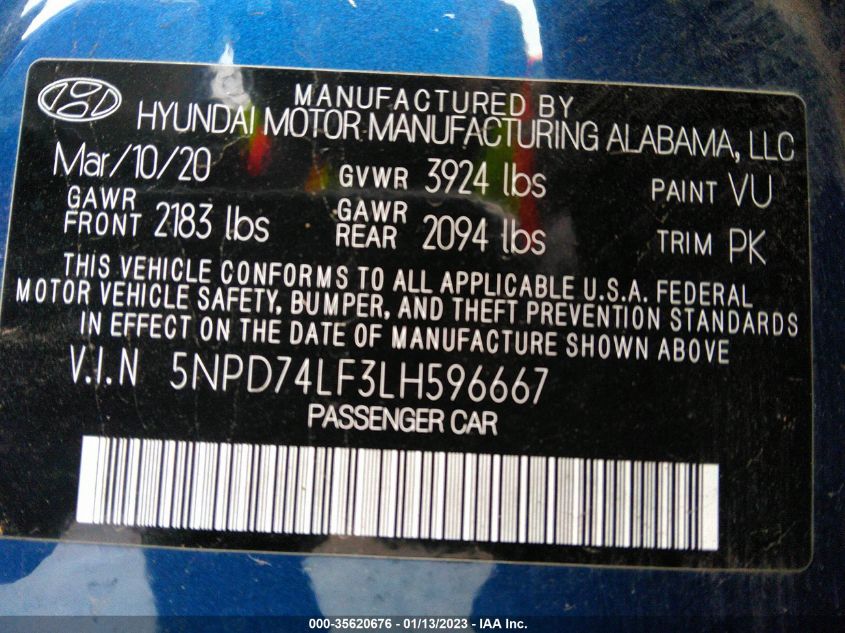 MANUFACTURED BY
HYUNDAI MOTOR MANUFACTURING ALABAMA, LLC
Mar/10/20 GVWR 3924 lbs PAINT VU
GAWR FRONT 2183 lbs GAWR REAR 2094 lbs TRIM PK
THIS VEHICLE CONFORMS TO ALL APPLICABLE U.S.A. FEDERAL
MOTOR VEHICLE SAFETY, BUMPER, AND THEFT PREVENTION STANDARDS
IN EFFECT ON THE DATE OF MANUFACTURE SHOWN ABOVE
V.I.N 5NPD74LF3LH596667
PASSENGER CAR
000-35620676 - 01/13/2023 - IAA Inc.